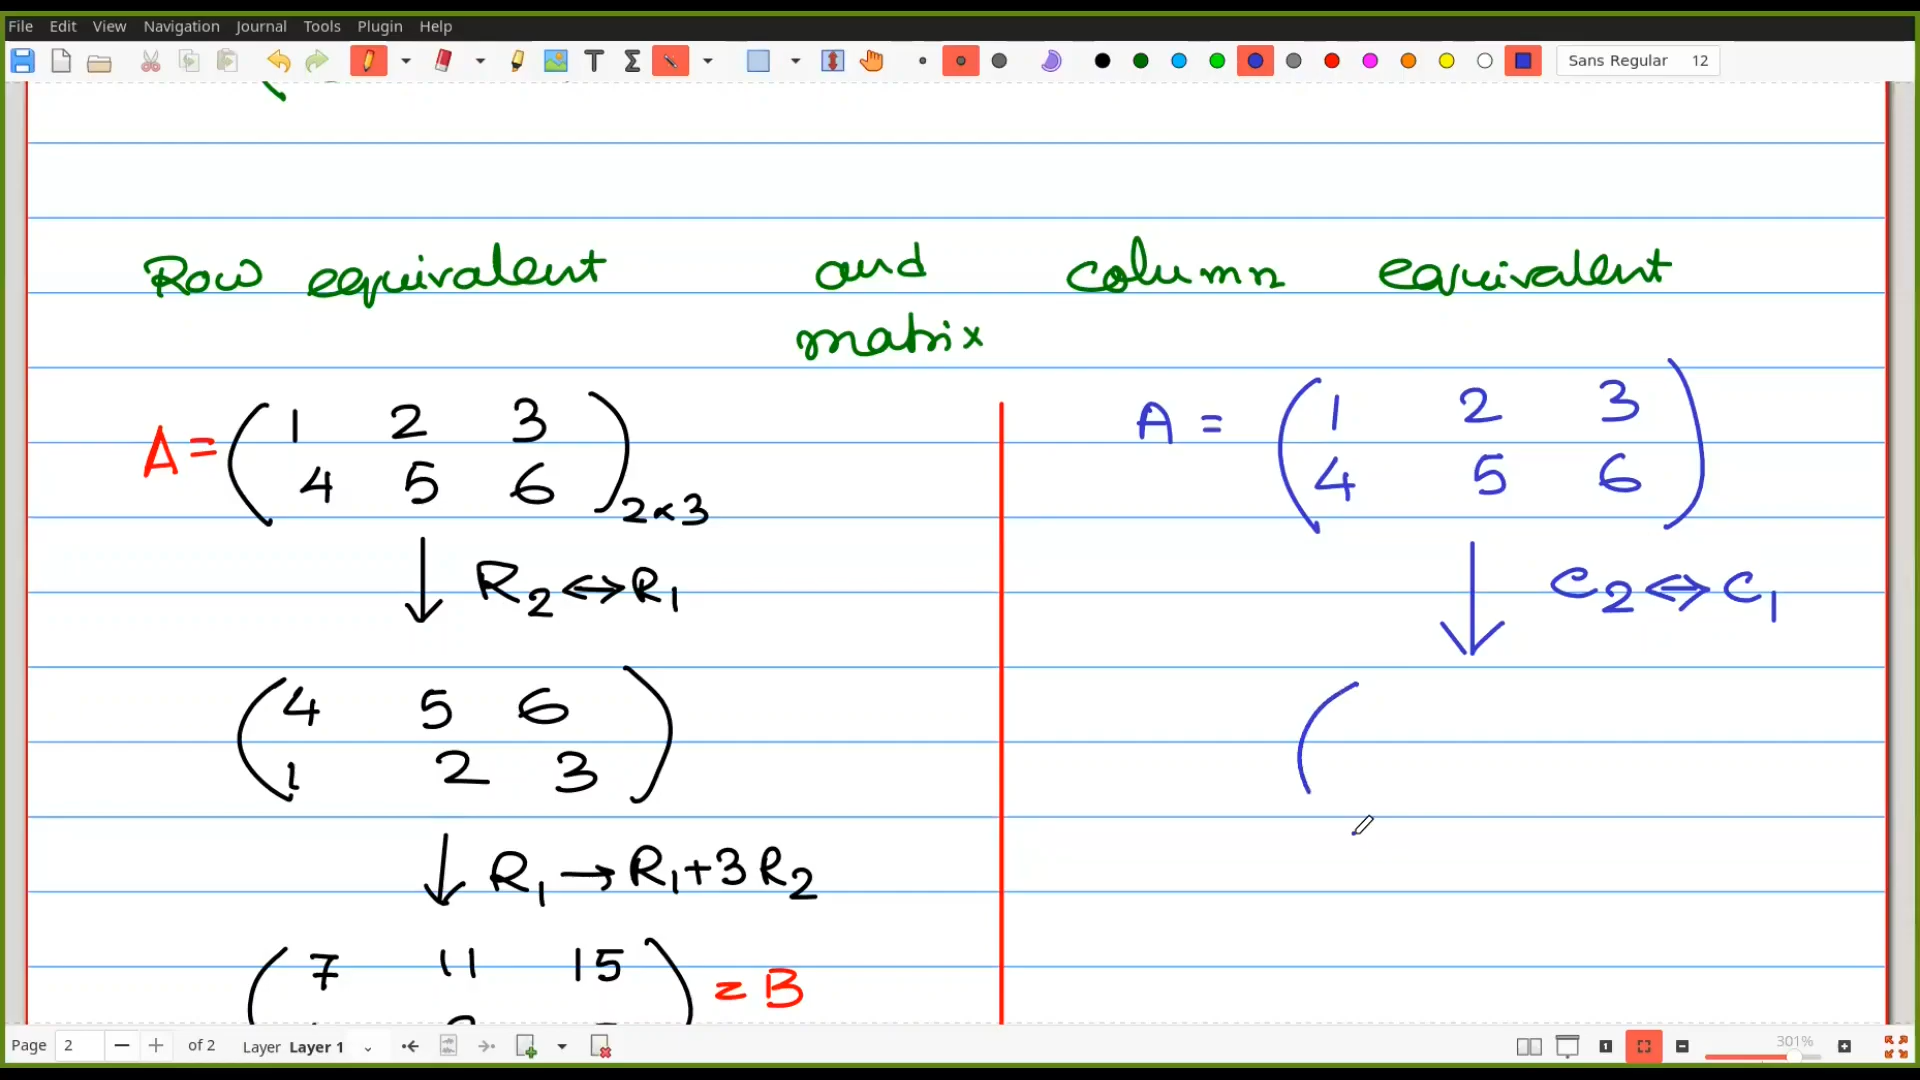 File Edit View Navigation Journal Tools Plugin Help
Sans Regular 12
Row equivalent and column equivalent
matrix
A = ( 1 2 3
4 5 6 ) 2×3
R2 ↔ R1
( 4 5 6
1 2 3 )
R1 → R1 + 3 R2
( 7 11 15 ) = B
A = ( 1 2 3
4 5 6 )
C2 ↔ C1
(
Page 2 of 2 Layer Layer 1 301%